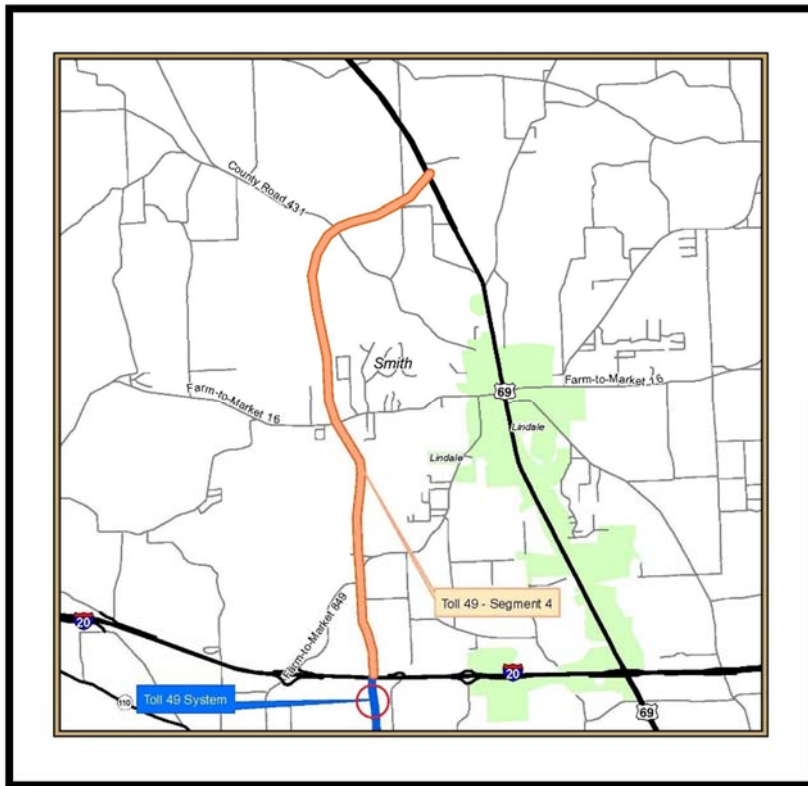 County Road 431
Smith
Farm-to-Market 16
Farm-to-Market 16
69
Lindale
Lindale
Toll 49 - Segment 4
Farm-to-Market 849
20
20
110
Toll 49 System
69